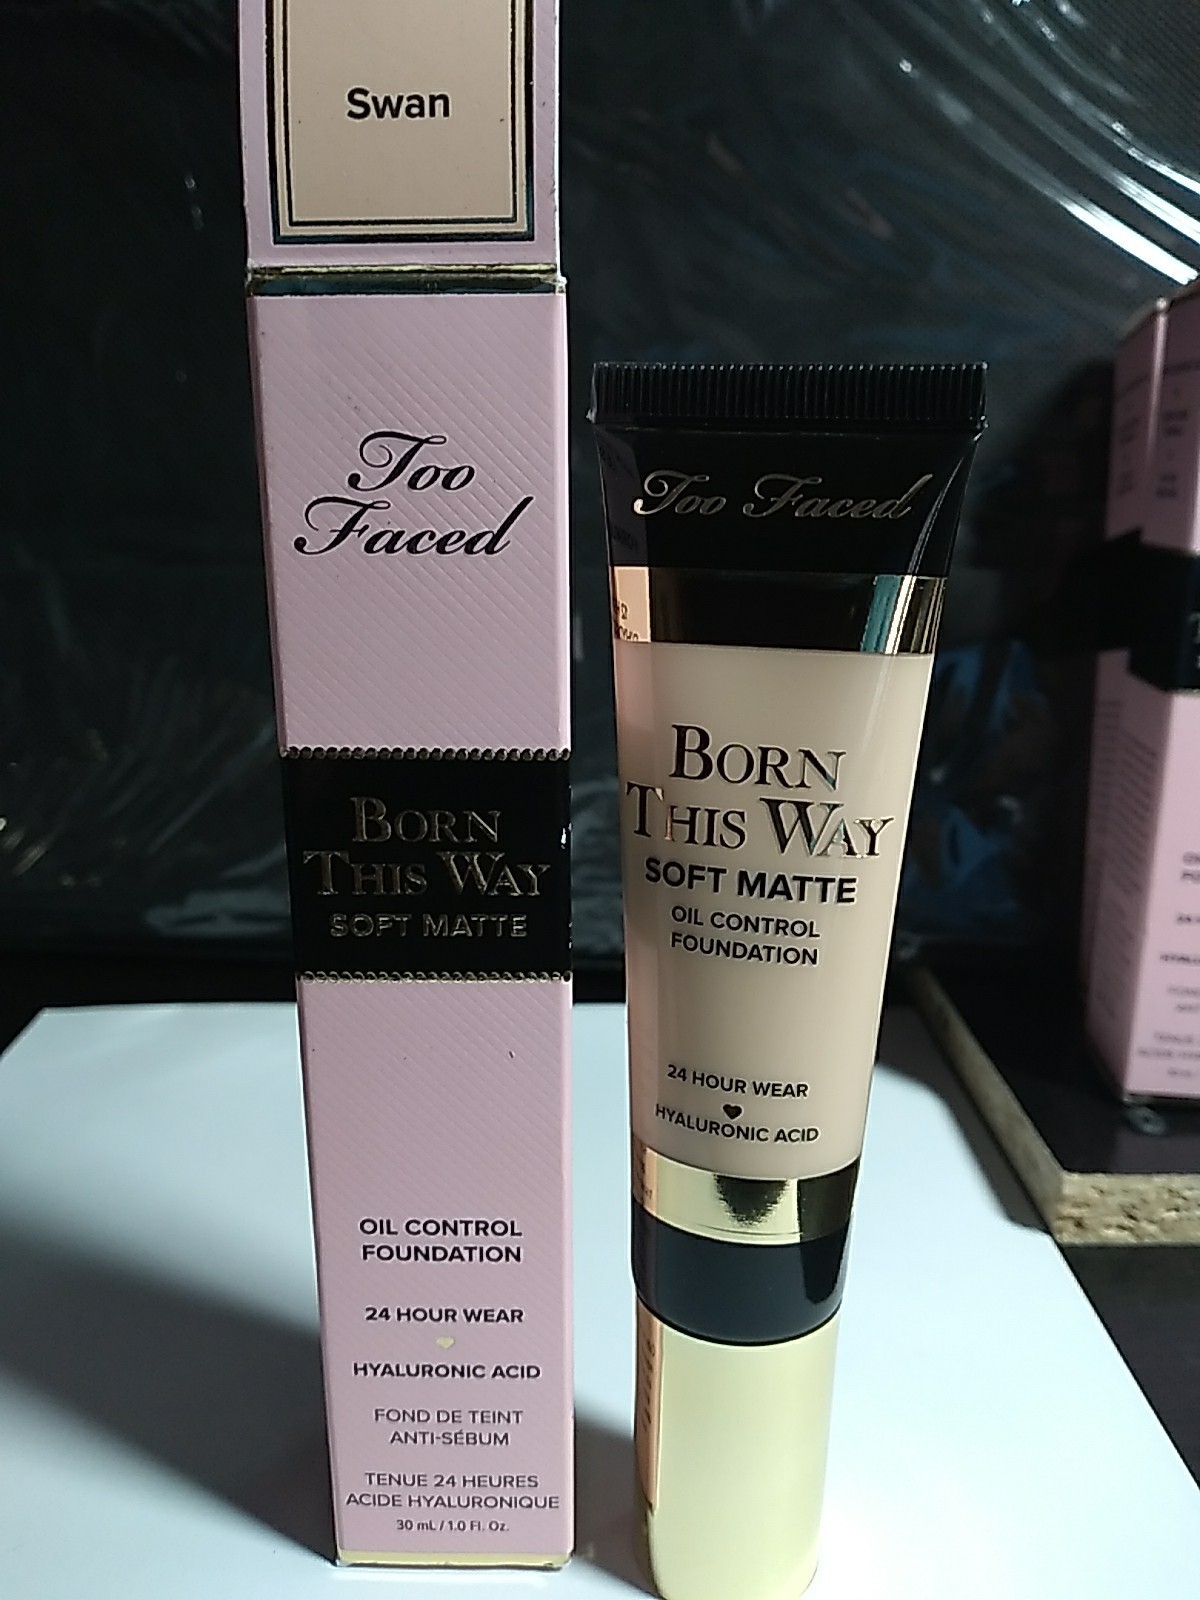 Swan
Too
Faced
BORN
THIS WAY
SOFT MATTE
OIL CONTROL
FOUNDATION
24 HOUR WEAR
HYALURONIC ACID
FOND DE TEINT
ANTI-SÉBUM
TENUE 24 HEURES
ACIDE HYALURONIQUE
30 mL / 1.0 Fl. Oz.
Too Faced
BORN
THIS WAY
SOFT MATTE
OIL CONTROL
FOUNDATION
24 HOUR WEAR
HYALURONIC ACID